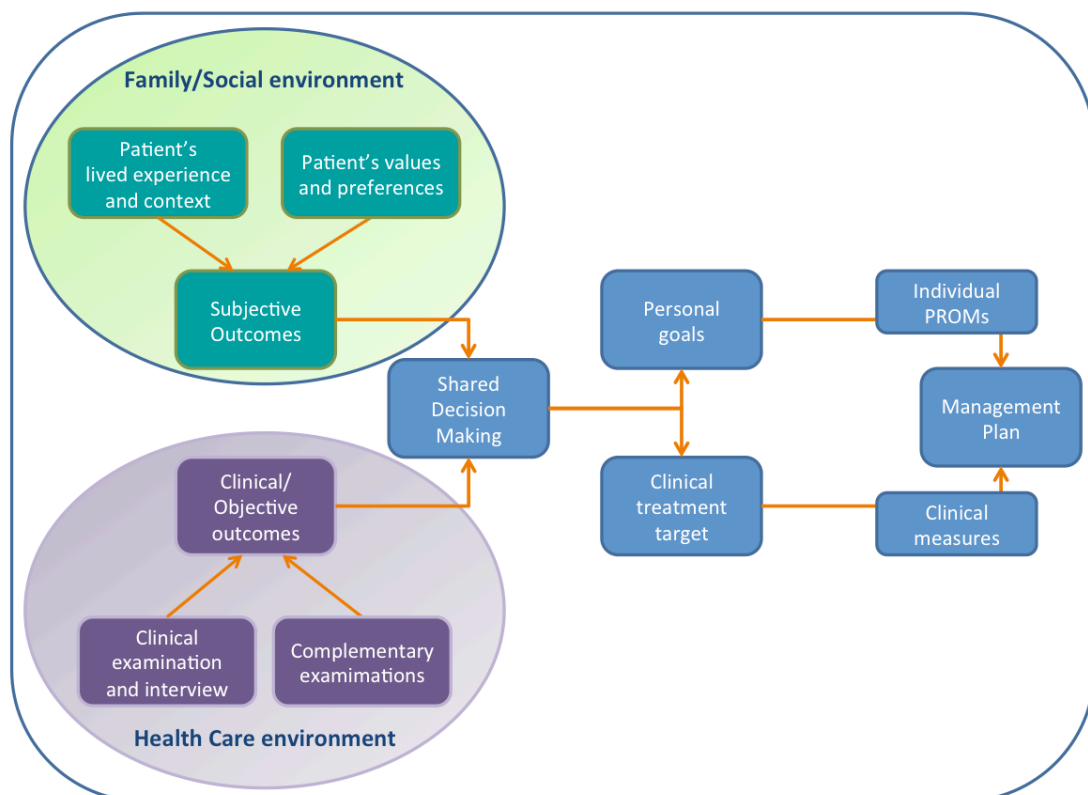 Family/Social environment
Patient's
lived experience
and context
Patient's values
and preferences
Subjective
Outcomes
Shared
Decision
Making
Clinical/
Objective
outcomes
Clinical
examination
and interview
Complementary
examimations
Health Care environment
Personal
goals
Clinical
treatment
target
Individual
PROMs
Management
Plan
Clinical
measures